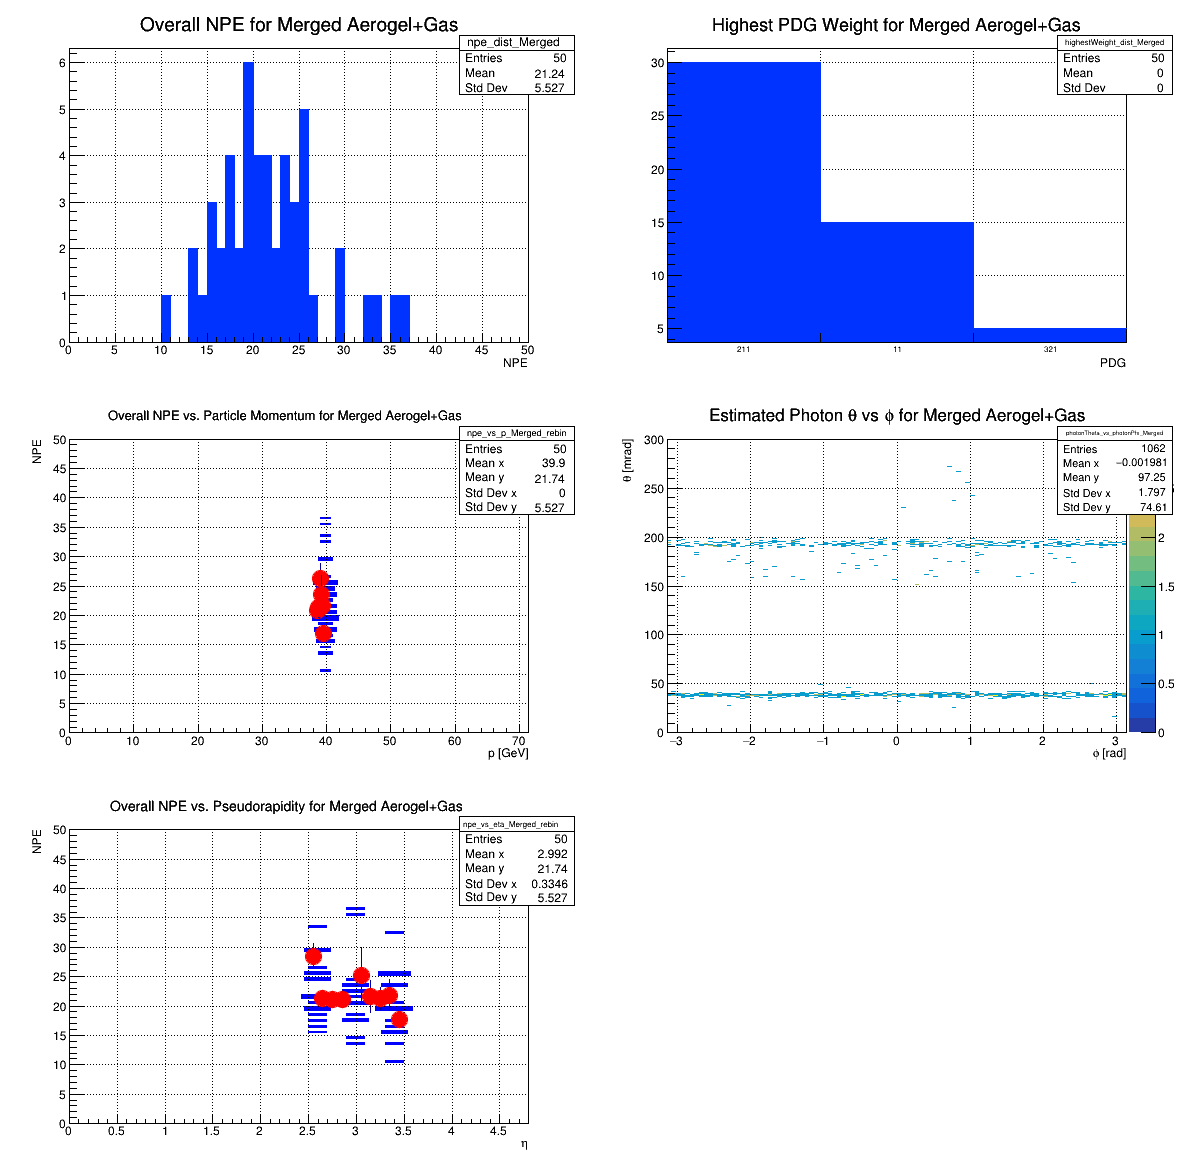 Overall NPE for Merged Aerogel+Gas
npe_dist_Merged
Entries 50
Mean 21.24
Std Dev 5.527
6
5
4
3
2
1
0
0 5 10 15 20 25 30 35 40 45 50
NPE
Highest PDG Weight for Merged Aerogel+Gas
highestWeight_dist_Merged
Entries 50
Mean 0
Std Dev 0
30
25
20
15
10
5
211 11 321
PDG
Overall NPE vs. Particle Momentum for Merged Aerogel+Gas
NPE
npe_vs_p_Merged_rebin
Entries 50
Mean x 39.9
Mean y 21.74
Std Dev x 0
Std Dev y 5.527
50
45
40
35
30
25
20
15
10
5
0
0 10 20 30 40 50 60 70
p [GeV]
Estimated Photon θ vs ϕ for Merged Aerogel+Gas
θ [mrad]
photonTheta_vs_photonPhi_Merged
Entries 1062
Mean x −0.001981
Mean y 97.25
Std Dev x 1.797
Std Dev y 74.61
300
250
200
150
100
50
0
−3 −2 −1 0 1 2 3
ϕ [rad]
2
1.5
1
0.5
0
Overall NPE vs. Pseudorapidity for Merged Aerogel+Gas
NPE
npe_vs_eta_Merged_rebin
Entries 50
Mean x 2.992
Mean y 21.74
Std Dev x 0.3346
Std Dev y 5.527
50
45
40
35
30
25
20
15
10
5
0
0 0.5 1 1.5 2 2.5 3 3.5 4 4.5
η